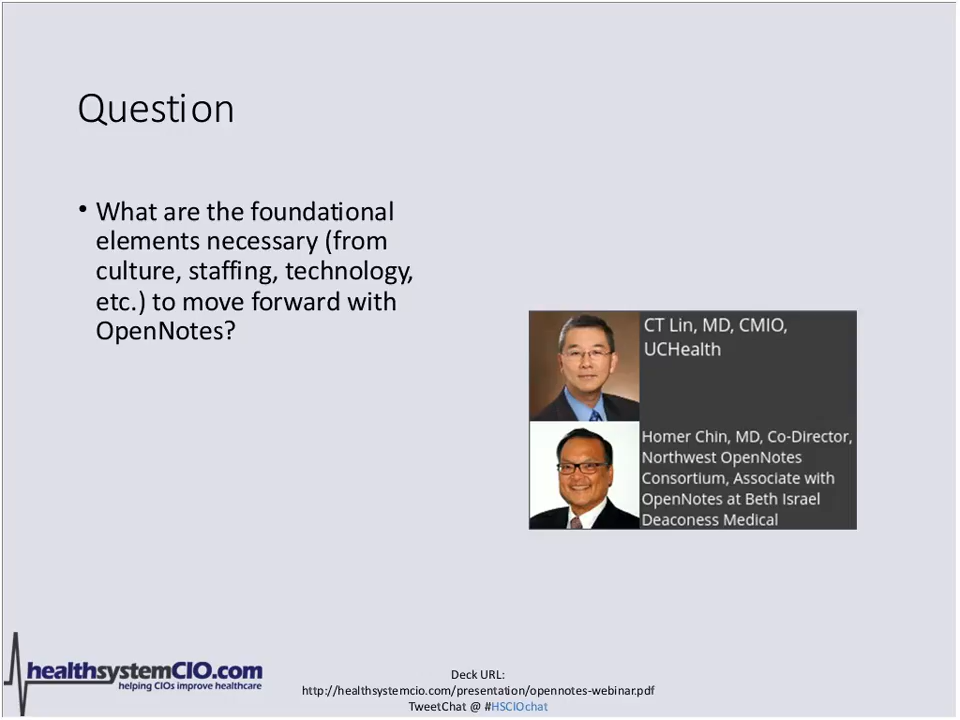 Question
• What are the foundational
elements necessary (from
culture, staffing, technology,
etc.) to move forward with
OpenNotes?
CT Lin, MD, CMIO,
UCHealth
Homer Chin, MD, Co-Director,
Northwest OpenNotes
Consortium, Associate with
OpenNotes at Beth Israel
Deaconess Medical
healthsystemCIO.com
helping CIOs improve healthcare
Deck URL:
http://healthsystemcio.com/presentation/opennotes-webinar.pdf
TweetChat @ #HSCIOchat